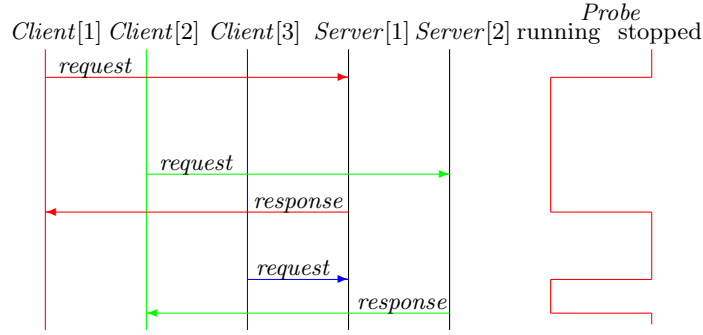 Probe
Client[1] Client[2] Client[3] Server[1] Server[2] running stopped
request
request
response
request
response